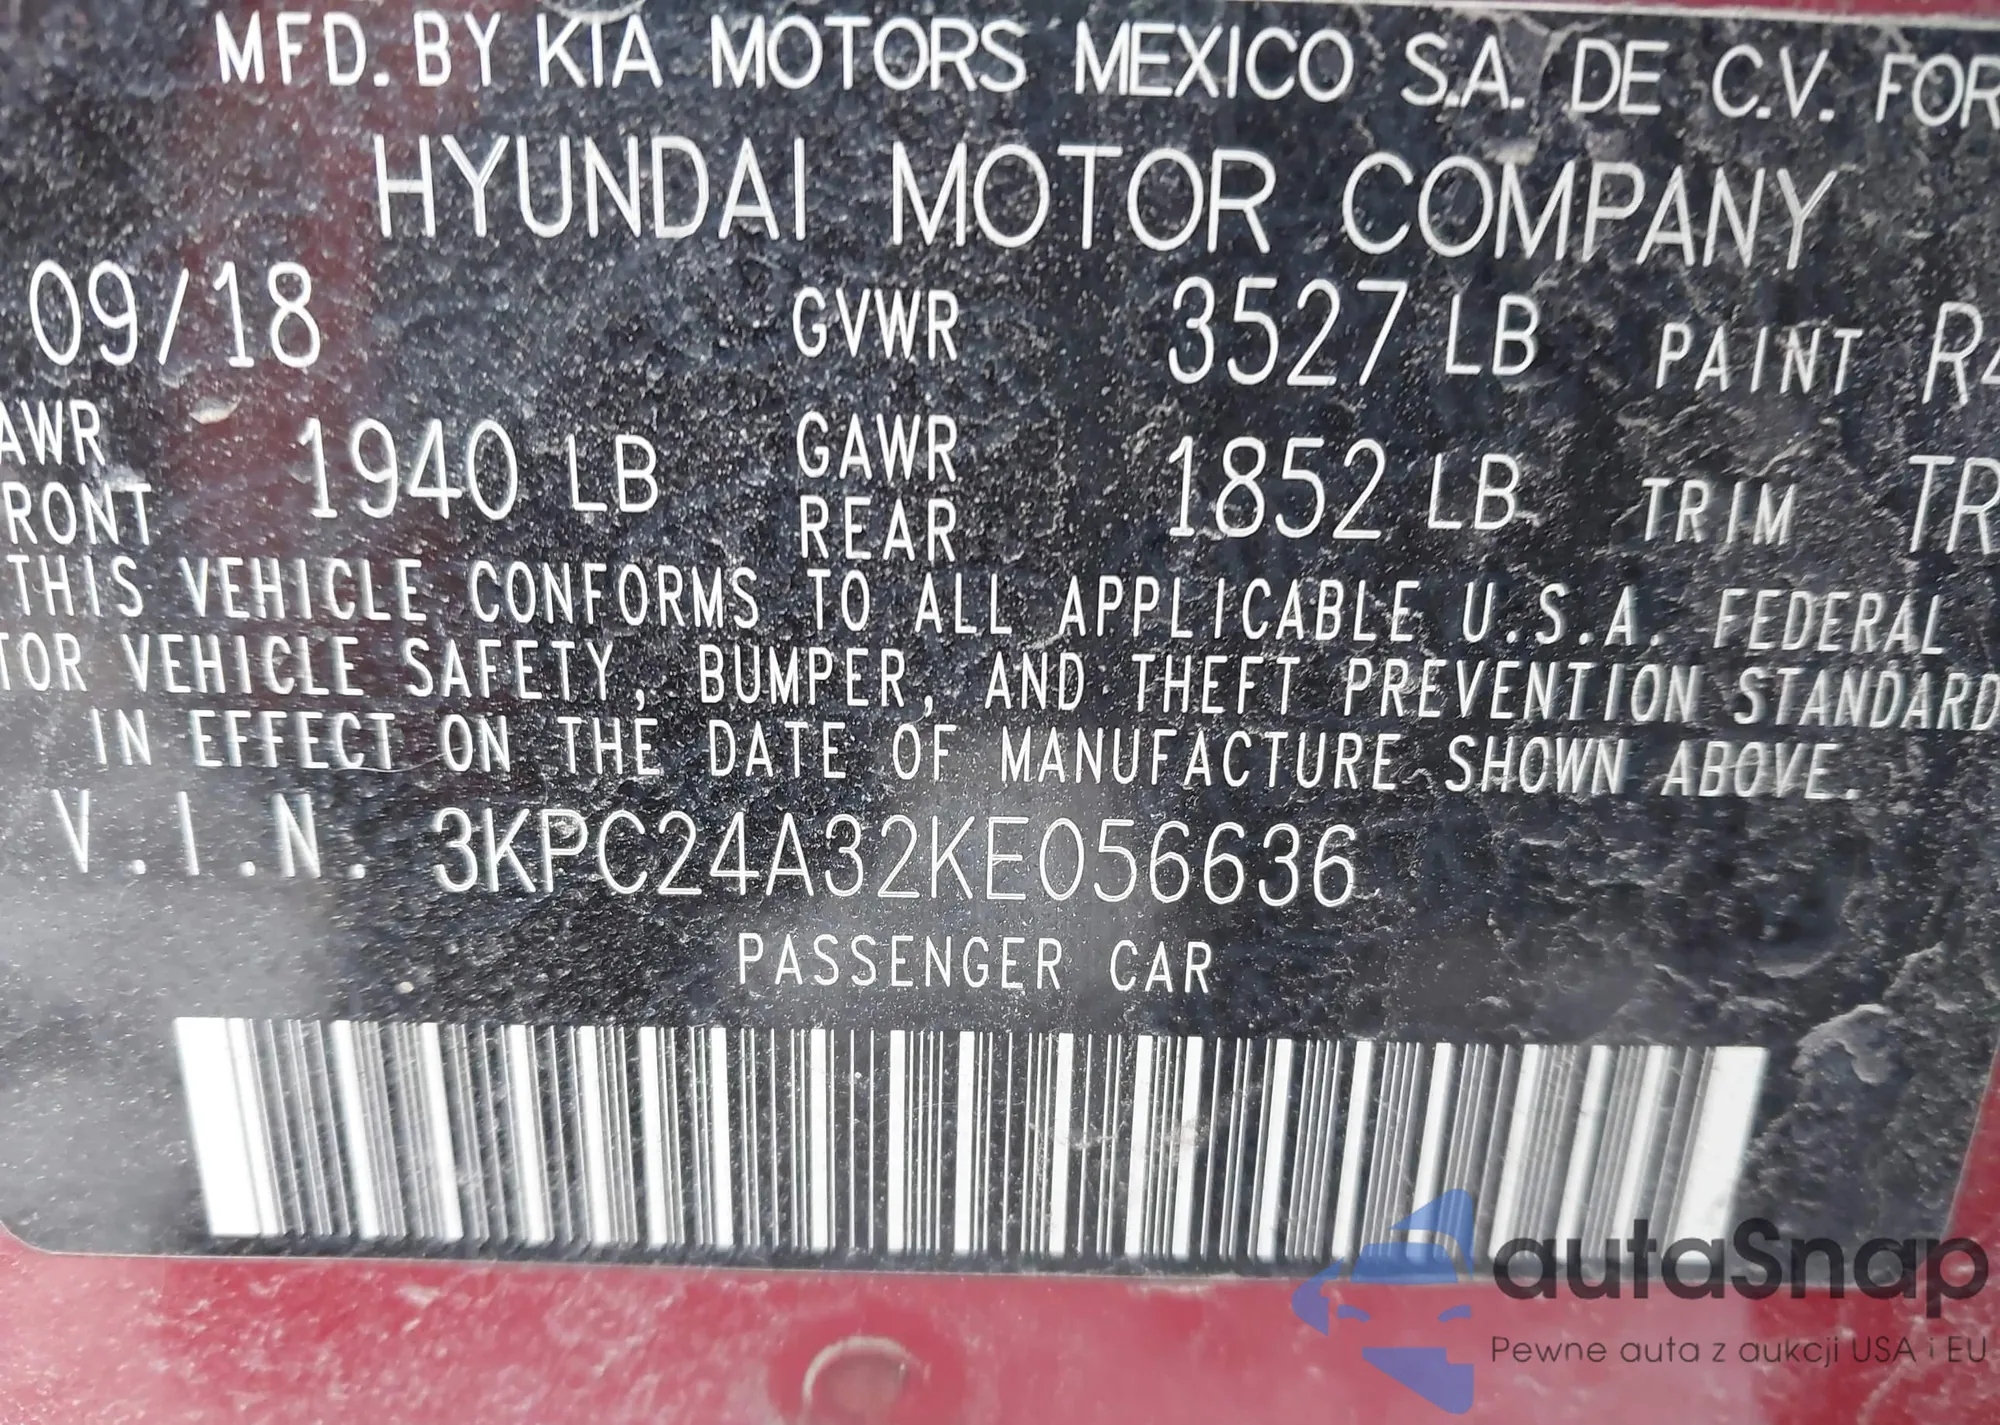 MFD. BY KIA MOTORS MEXICO S.A. DE C.V. FOR
HYUNDAI MOTOR COMPANY
09/18 GVWR 3527 LB PAINT R4
AWR FRONT 1940 LB GAWR REAR 1852 LB TRIM TR
THIS VEHICLE CONFORMS TO ALL APPLICABLE U.S.A. FEDERAL
TOR VEHICLE SAFETY, BUMPER, AND THEFT PREVENTION STANDARD
IN EFFECT ON THE DATE OF MANUFACTURE SHOWN ABOVE.
V.I.N. 3KPC24A32KE056636
PASSENGER CAR
autaSnap
Pewne auta z aukcji USA i EU